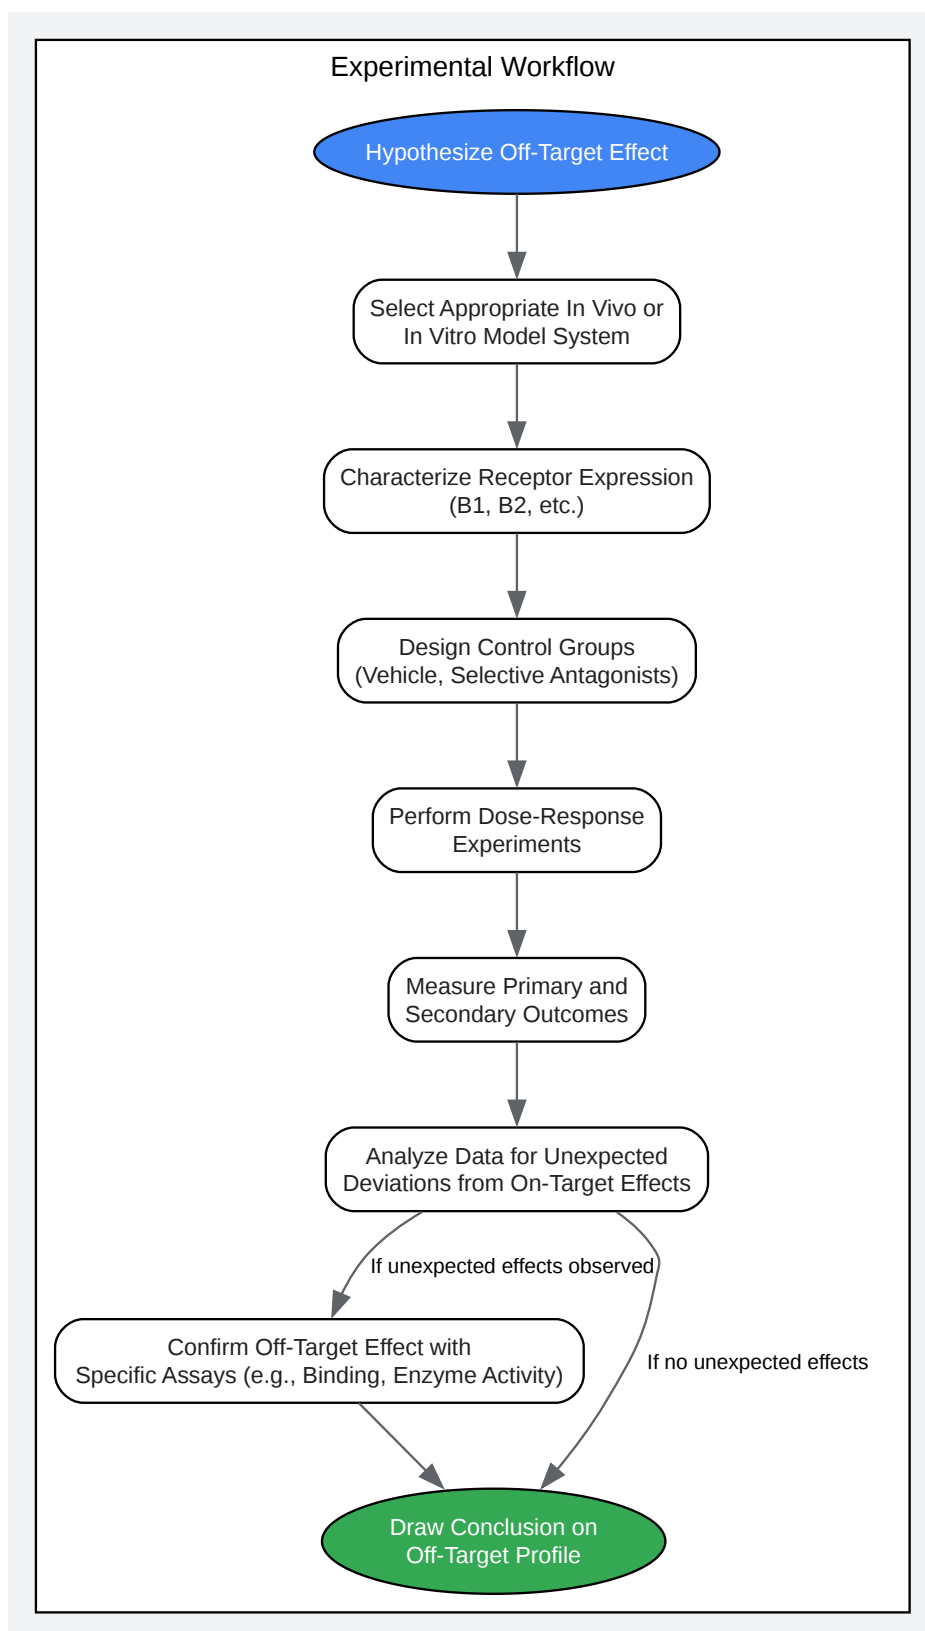 Experimental Workflow
Hypothesize Off-Target Effect
Select Appropriate In Vivo or
In Vitro Model System
Characterize Receptor Expression
(B1, B2, etc.)
Design Control Groups
(Vehicle, Selective Antagonists)
Perform Dose-Response
Experiments
Measure Primary and
Secondary Outcomes
Analyze Data for Unexpected
Deviations from On-Target Effects
If unexpected effects observed
Confirm Off-Target Effect with
Specific Assays (e.g., Binding, Enzyme Activity)
If no unexpected effects
Draw Conclusion on
Off-Target Profile